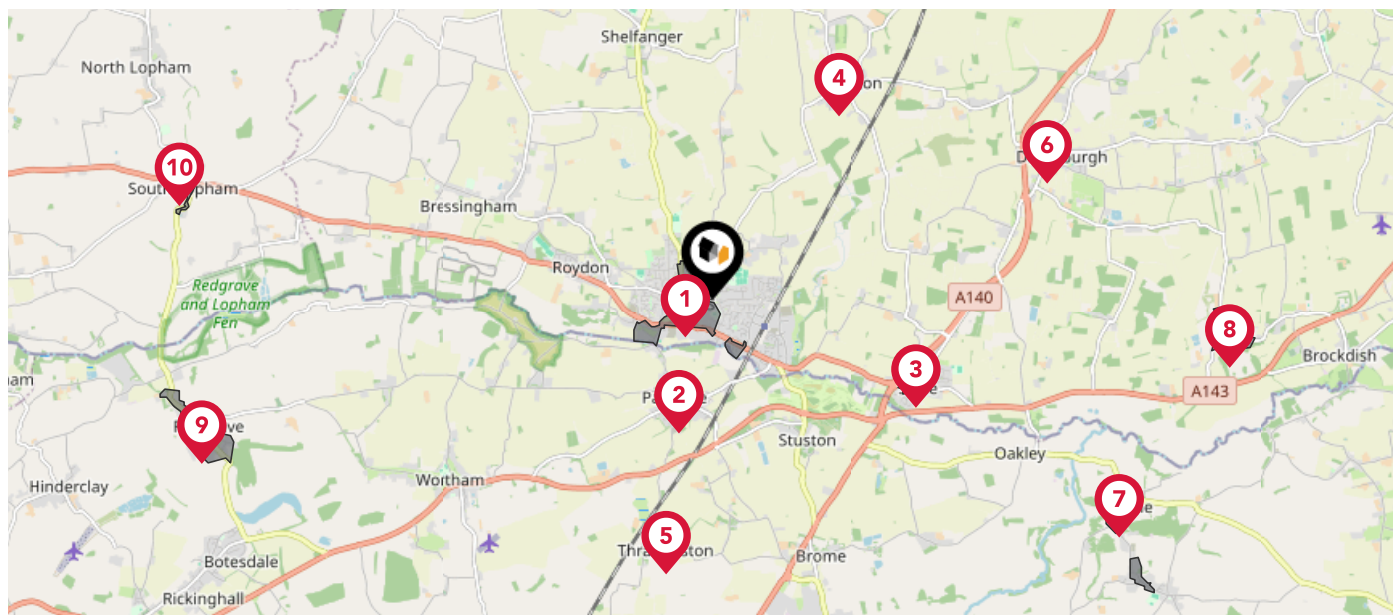 Shelfanger
North Lopham
4
6
10
Bressingham
Roydon
Redgrave
and Lopham
Fen
A140
1
8
Brockdish
3
A143
2
9
Stuston
Oakley
Wortham
Hinderclay
7
5
Brome
Botesdale
Rickinghall